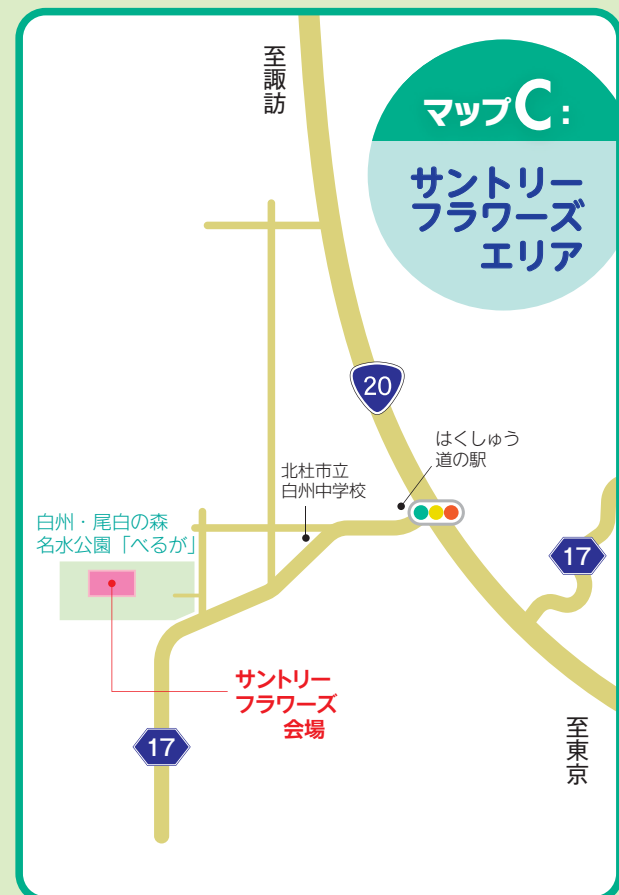 至諏訪
マップC:
サントリー
フラワーズ
エリア
20
はくしゅう
道の駅
北杜市立
白州中学校
白州・尾白の森
名水公園「べるが」
17
サントリー
フラワーズ
会場
17
至東京